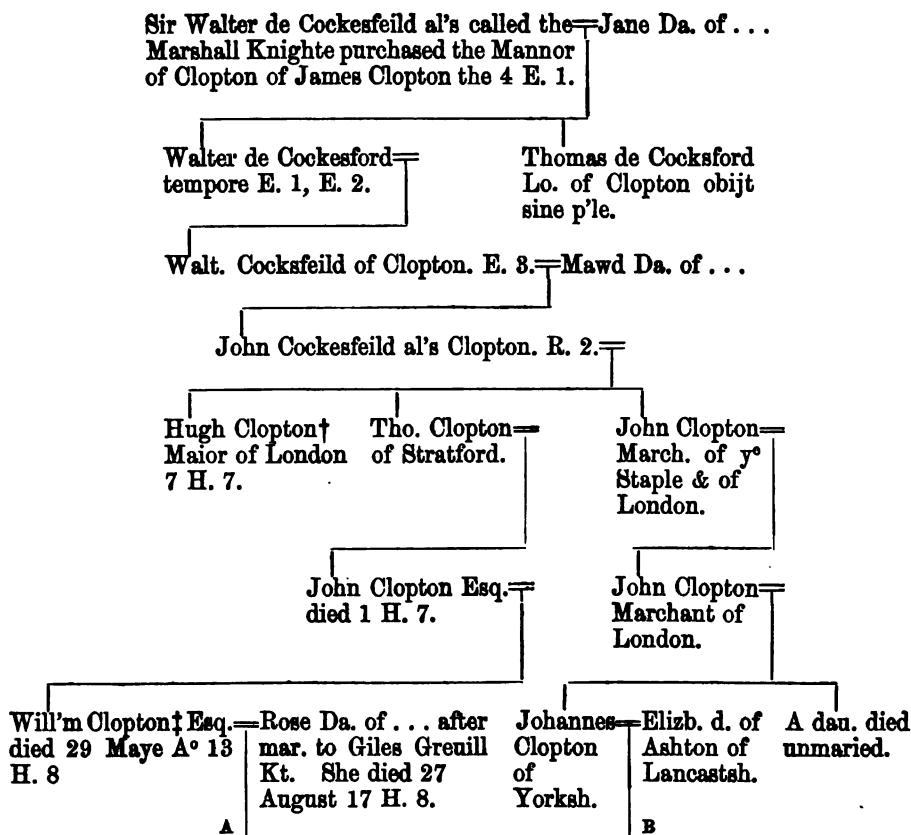 Sir Walter de Cockesfeild al's called the=Jane Da. of . . .
Marshall Knighte purchased the Mannor
of Clopton of James Clopton the 4 E. 1.
Walter de Cockesford=
tempore E. 1, E. 2.
Thomas de Cocksford
Lo. of Clopton obijt
sine p'le.
Walt. Cocksfeild of Clopton. E. 3.=Mawd Da. of . . .
John Cockesfeild al's Clopton. R. 2.=
Hugh Clopton†
Maior of London
7 H. 7.
Tho. Clopton=
of Stratford.
John Clopton=
March. of yᵉ
Staple & of
London.
John Clopton Esq.=
died 1 H. 7.
John Clopton=
Marchant of
London.
Will'm Clopton‡ Esq.=
died 29 Maye Aº 13
H. 8
Rose Da. of . . . after
mar. to Giles Greuill
Kt. She died 27
August 17 H. 8.
Johannes=
Clopton
of
Yorksh.
Elizb. d. of
Ashton of
Lancastsh.
A dau. died
unmaried.
A
B